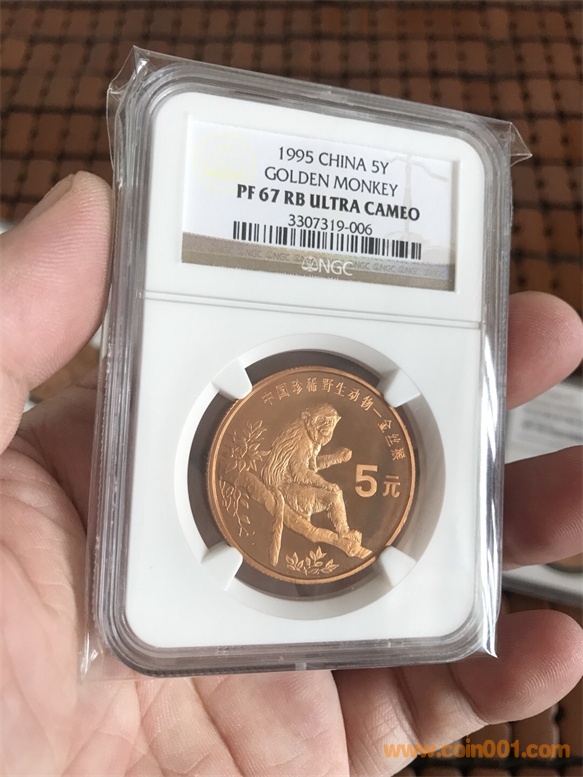 1995 CHINA 5Y
GOLDEN MONKEY
PF 67 RB ULTRA CAMEO
3307319-006
NGC
中国珍稀野生动物—金丝猴
5元
www.coin001.com